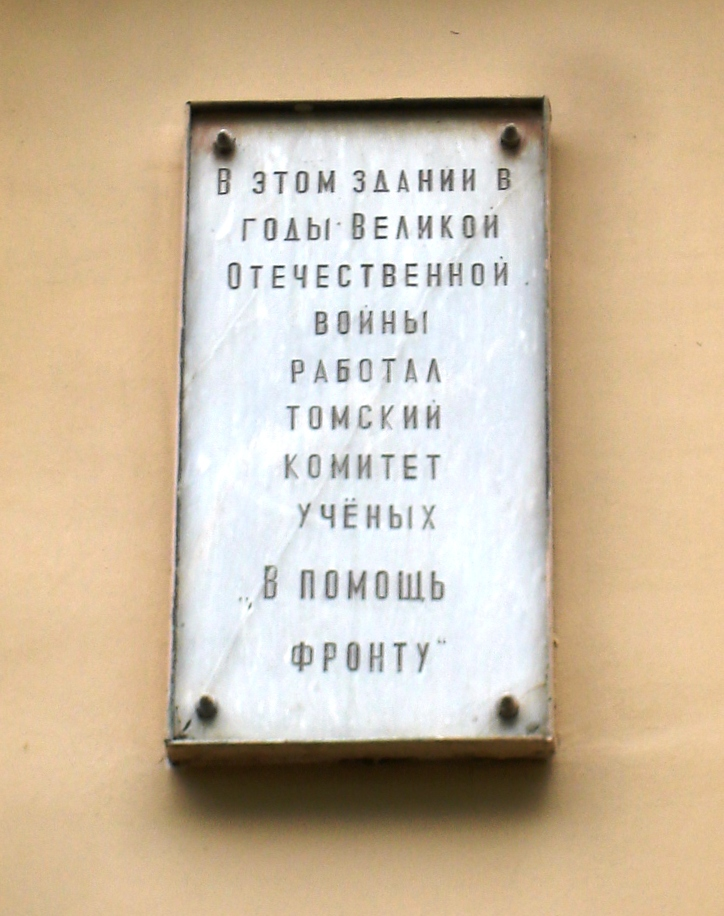 В ЭТОМ ЗДАНИИ В
ГОДЫ ВЕЛИКОЙ
ОТЕЧЕСТВЕННОЙ
ВОЙНЫ
РАБОТАЛ
ТОМСКИЙ
КОМИТЕТ
УЧЁНЫХ
„В ПОМОЩЬ
ФРОНТУ"